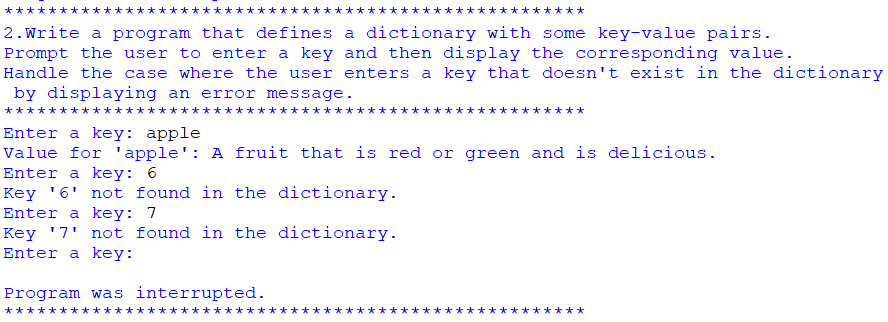 *****************************************************
2.Write a program that defines a dictionary with some key-value pairs.
Prompt the user to enter a key and then display the corresponding value.
Handle the case where the user enters a key that doesn't exist in the dictionary
by displaying an error message.
*****************************************************
Enter a key: apple
Value for 'apple': A fruit that is red or green and is delicious.
Enter a key: 6
Key '6' not found in the dictionary.
Enter a key: 7
Key '7' not found in the dictionary.
Enter a key:
Program was interrupted.
*****************************************************